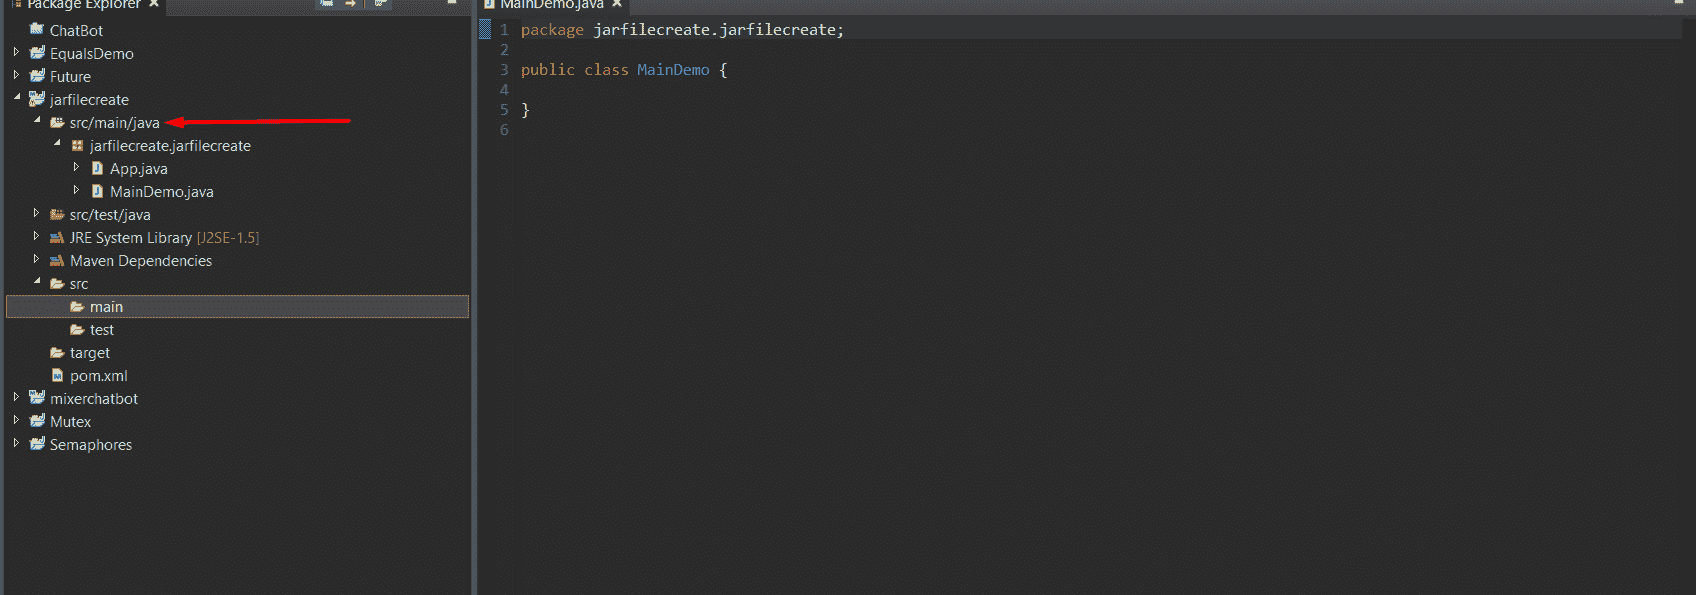 Package Explorer
ChatBot
EqualsDemo
Future
jarfilecreate
src/main/java
jarfilecreate.jarfilecreate
App.java
MainDemo.java
src/test/java
JRE System Library [J2SE-1.5]
Maven Dependencies
src
main
test
target
pom.xml
mixerchatbot
Mutex
Semaphores
MainDemo.java
1 package jarfilecreate.jarfilecreate;
2
3 public class MainDemo {
4
5 }
6